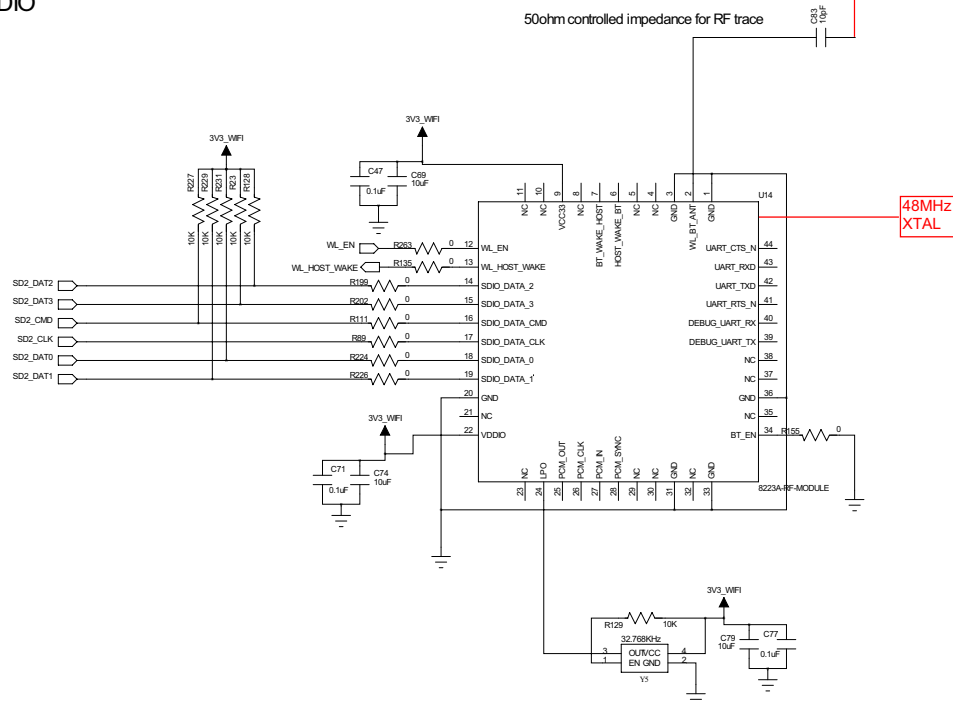 DIO
50ohm controlled impedance for RF trace
C83
10pF
3V3_WIFI
3V3_WIFI
R227
R229
R231
R23
R128
10K
10K
10K
10K
10K
C47
0.1uF
C69
10uF
11
10
9
8
7
6
5
4
3
2
1
NC
NC
VCC33
NC
BT_WAKE_HOST
HOST_WAKE_BT
NC
NC
GND
WL_BT_ANT
GND
U14
48MHz
XTAL
WL_EN
R263
0
12
WL_EN
WL_HOST_WAKE
R135
0
13
WL_HOST_WAKE
SD2_DAT2
R199
0
14
SDIO_DATA_2
SD2_DAT3
R202
0
15
SDIO_DATA_3
SD2_CMD
R111
0
16
SDIO_DATA_CMD
SD2_CLK
R89
0
17
SDIO_DATA_CLK
SD2_DAT0
R224
0
18
SDIO_DATA_0
SD2_DAT1
R226
0
19
SDIO_DATA_1
20
GND
21
NC
22
VDDIO
UART_CTS_N
44
UART_RXD
43
UART_TXD
42
UART_RTS_N
41
DEBUG_UART_RX
40
DEBUG_UART_TX
39
NC
38
NC
37
GND
36
NC
35
BT_EN
34
R155
0
3V3_WIFI
C71
0.1uF
C74
10uF
NC
LPO
PCM_OUT
PCM_CLK
PCM_IN
PCM_SYNC
NC
NC
GND
NC
GND
23
24
25
26
27
28
29
30
31
32
33
8223A-RF-MODULE
3V3_WIFI
R129
10K
32.768KHz
3
OUT
VCC
4
1
EN
GND
2
Y5
C79
10uF
C77
0.1uF